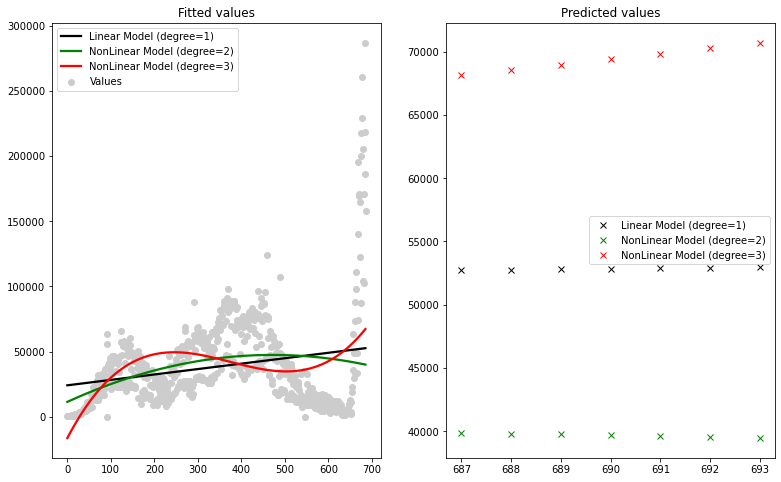 Fitted values
Linear Model (degree=1)
NonLinear Model (degree=2)
NonLinear Model (degree=3)
Values
300000
250000
200000
150000
100000
50000
0
0 100 200 300 400 500 600 700
Predicted values
70000
65000
60000
55000
50000
45000
40000
Linear Model (degree=1)
NonLinear Model (degree=2)
NonLinear Model (degree=3)
687 688 689 690 691 692 693